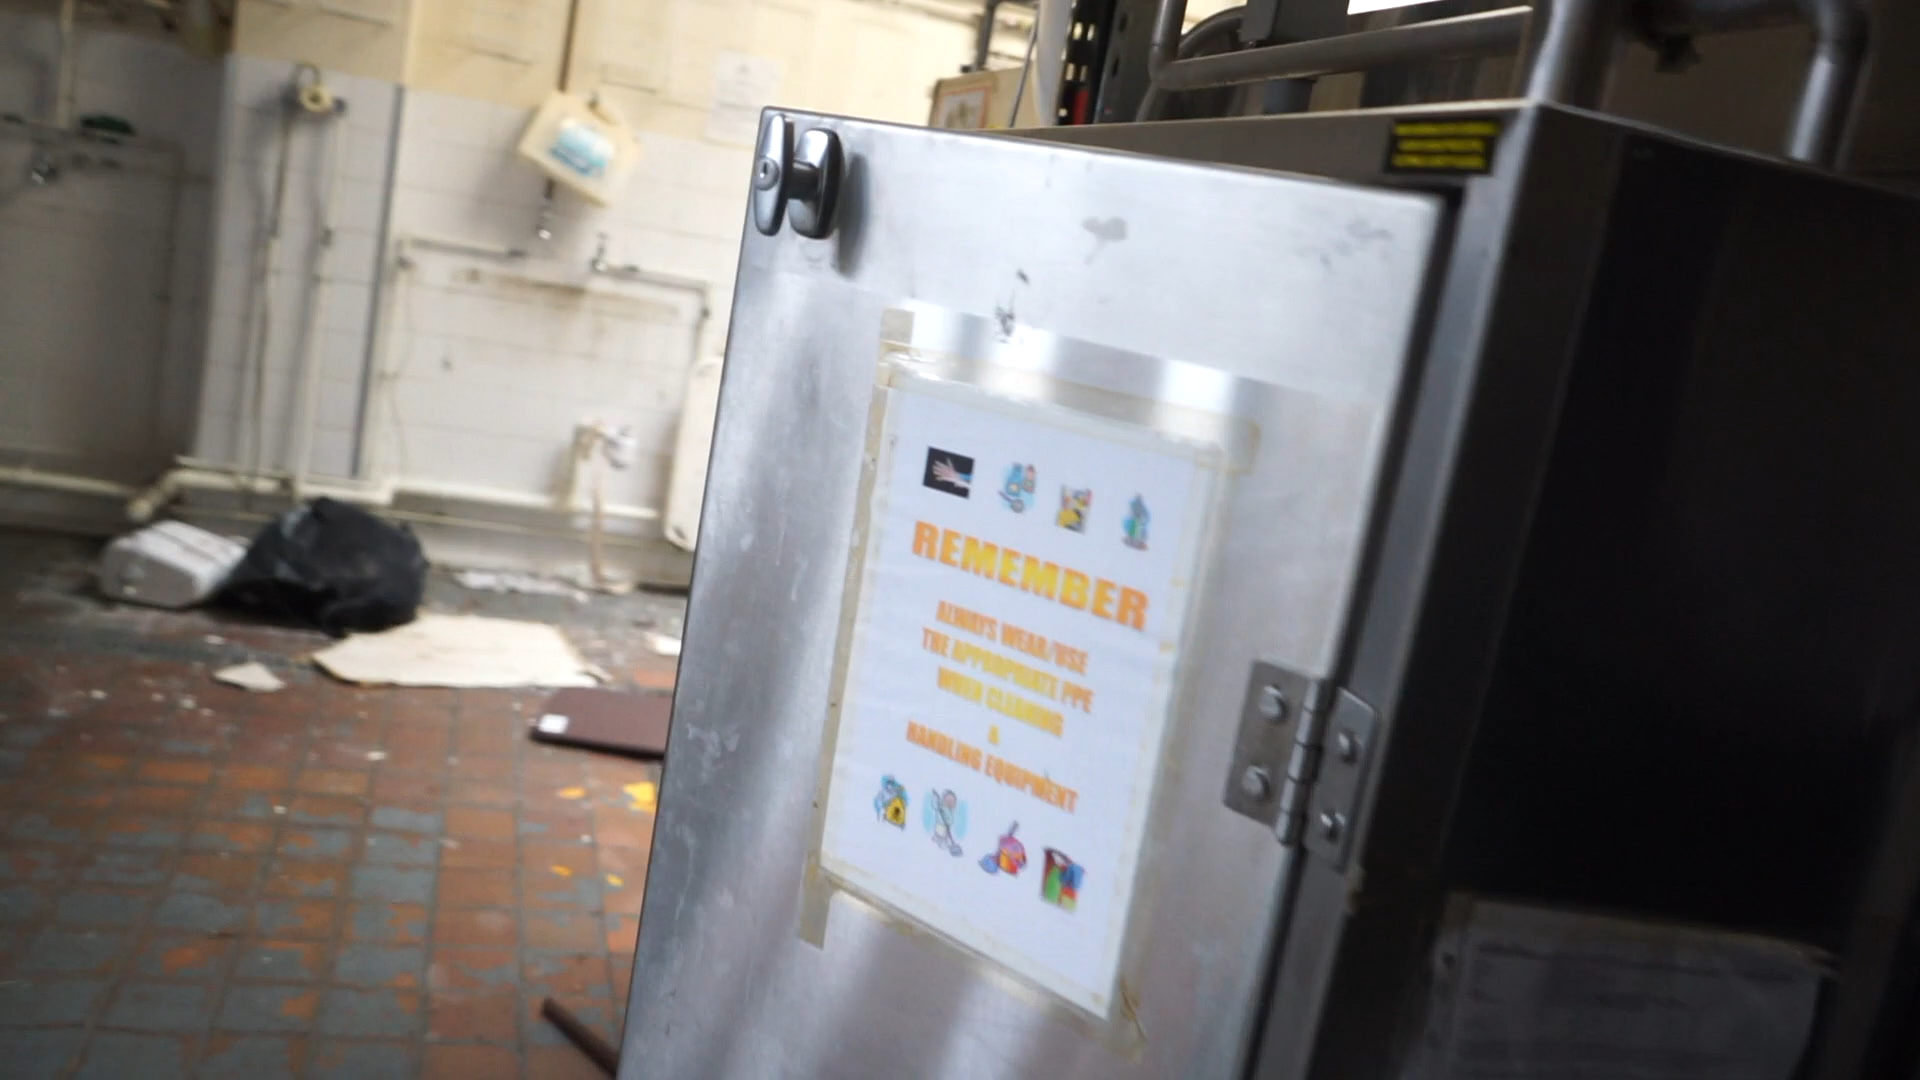 REMEMBER
ALWAYS WEAR/USE
THE APPROPRIATE PPE
WHEN CLEANING
&
HANDLING EQUIPMENT